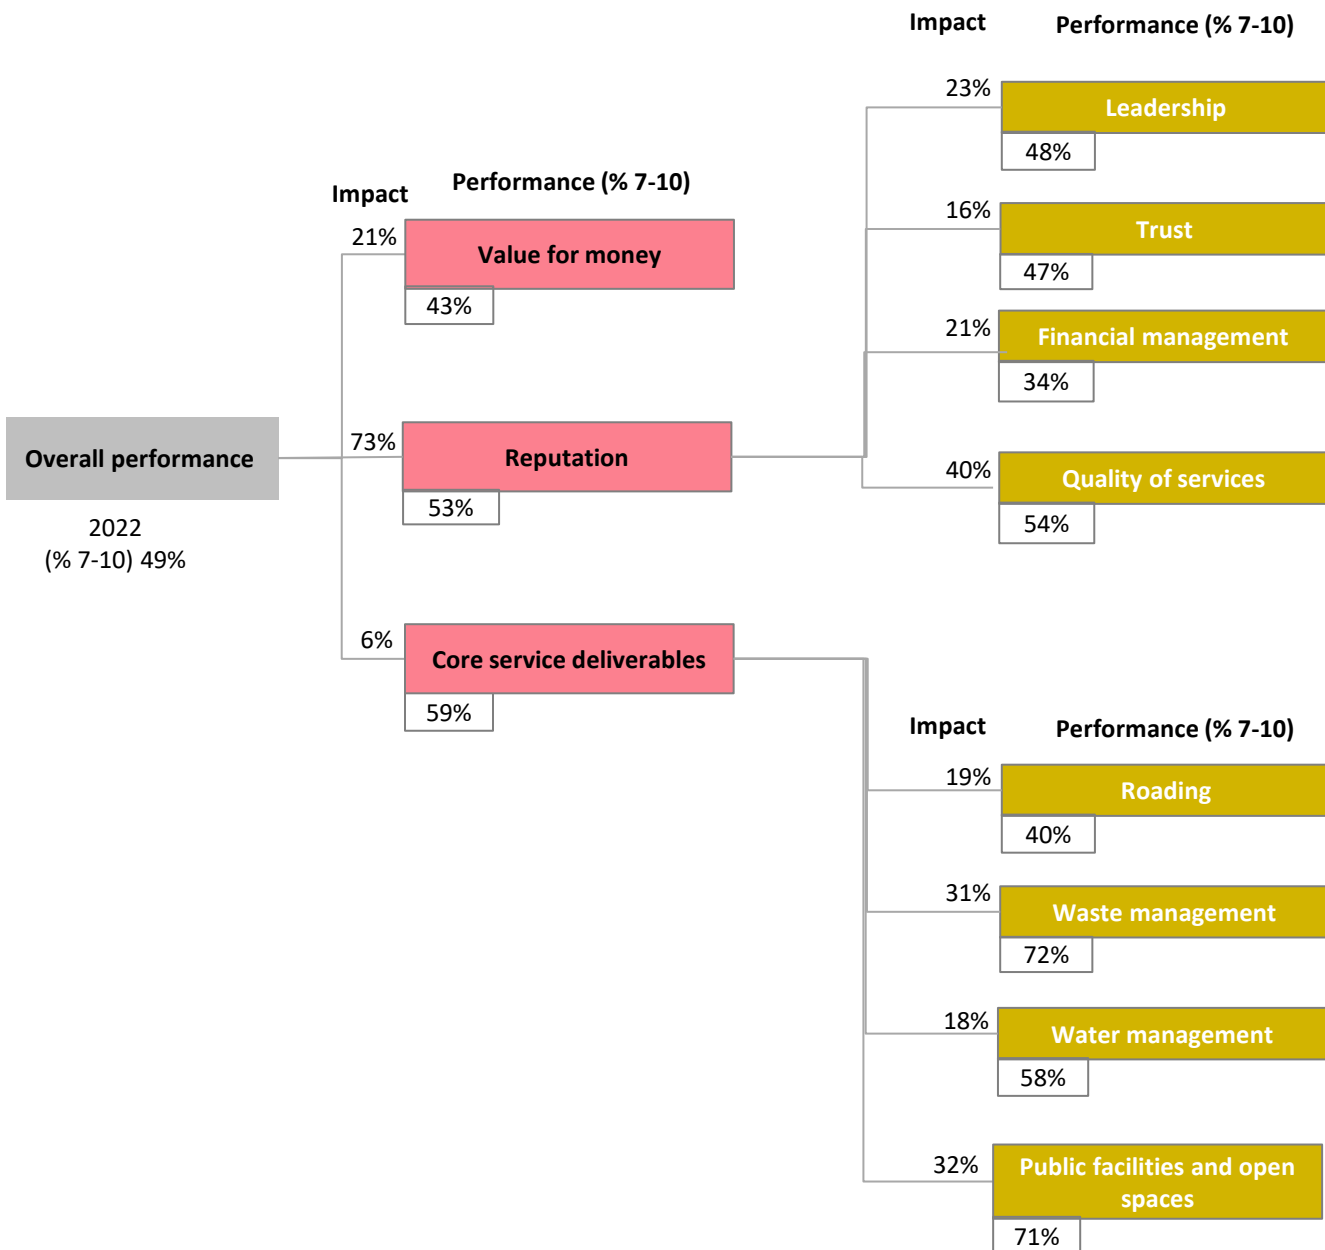 Impact Performance (% 7-10)
23%
Leadership
48%
Impact Performance (% 7-10)
16%
Trust
47%
21%
Value for money
43%
21%
Financial management
34%
Overall performance
2022
(% 7-10) 49%
73%
Reputation
53%
40%
Quality of services
54%
6%
Core service deliverables
59%
Impact Performance (% 7-10)
19%
Roading
40%
31%
Waste management
72%
18%
Water management
58%
32%
Public facilities and open
spaces
71%